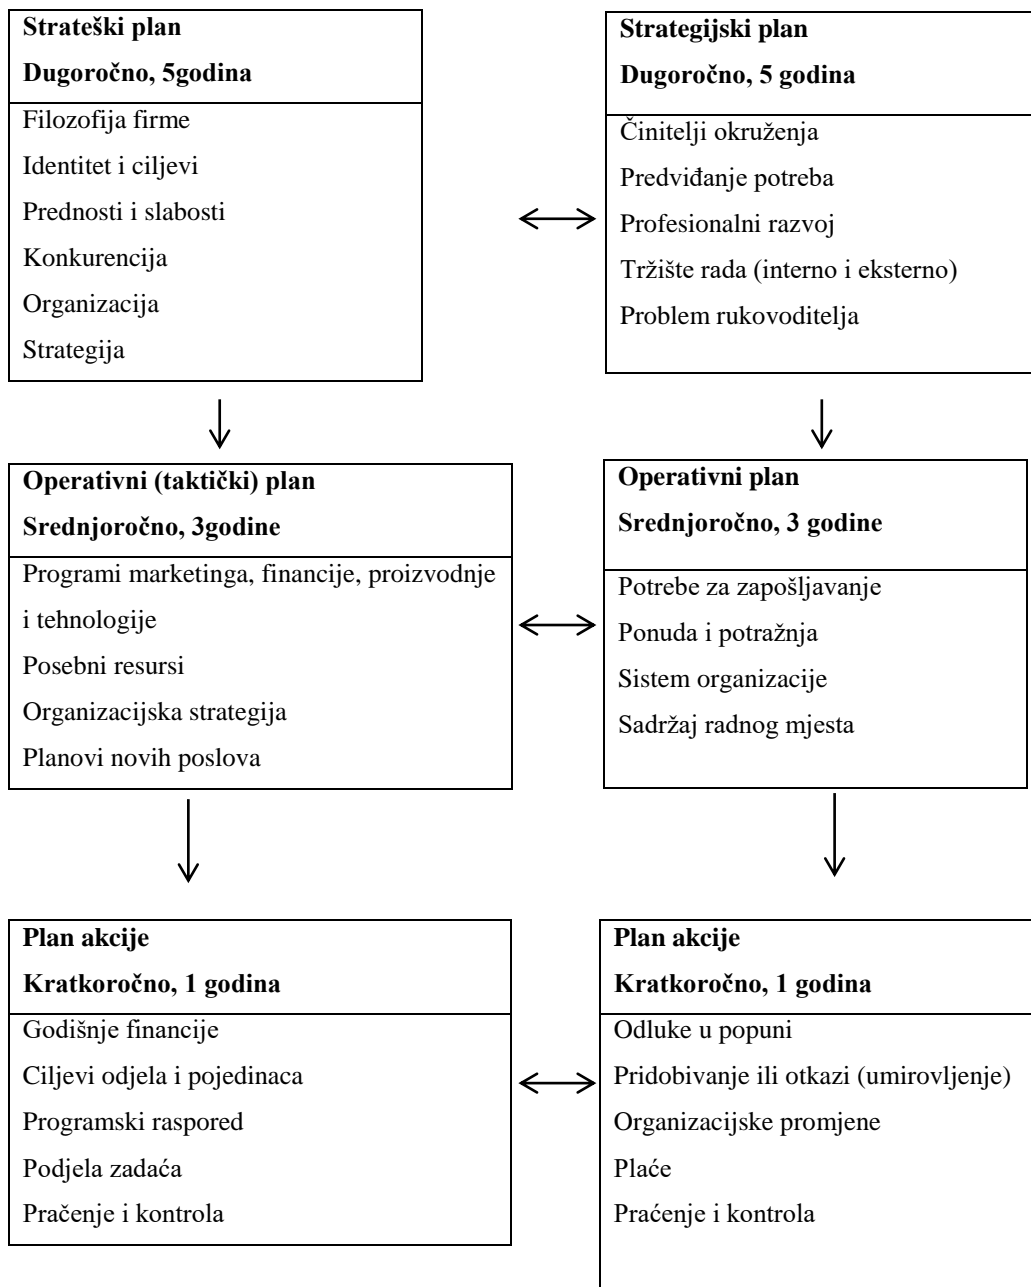 Strateški plan
Dugoročno, 5godina
Filozofija firme
Identitet i ciljevi
Prednosti i slabosti
Konkurencija
Organizacija
Strategija
Strategijski plan
Dugoročno, 5 godina
Činitelji okruženja
Predviđanje potreba
Profesionalni razvoj
Tržište rada (interno i eksterno)
Problem rukovoditelja
Operativni (taktički) plan
Srednjoročno, 3godine
Programi marketinga, financije, proizvodnje
i tehnologije
Posebni resursi
Organizacijska strategija
Planovi novih poslova
Operativni plan
Srednjoročno, 3 godine
Potrebe za zapošljavanje
Ponuda i potražnja
Sistem organizacije
Sadržaj radnog mjesta
Plan akcije
Kratkoročno, 1 godina
Godišnje financije
Ciljevi odjela i pojedinaca
Programski raspored
Podjela zadaća
Pračenje i kontrola
Plan akcije
Kratkoročno, 1 godina
Odluke u popuni
Pridobivanje ili otkazi (umirovljenje)
Organizacijske promjene
Plaće
Praćenje i kontrola